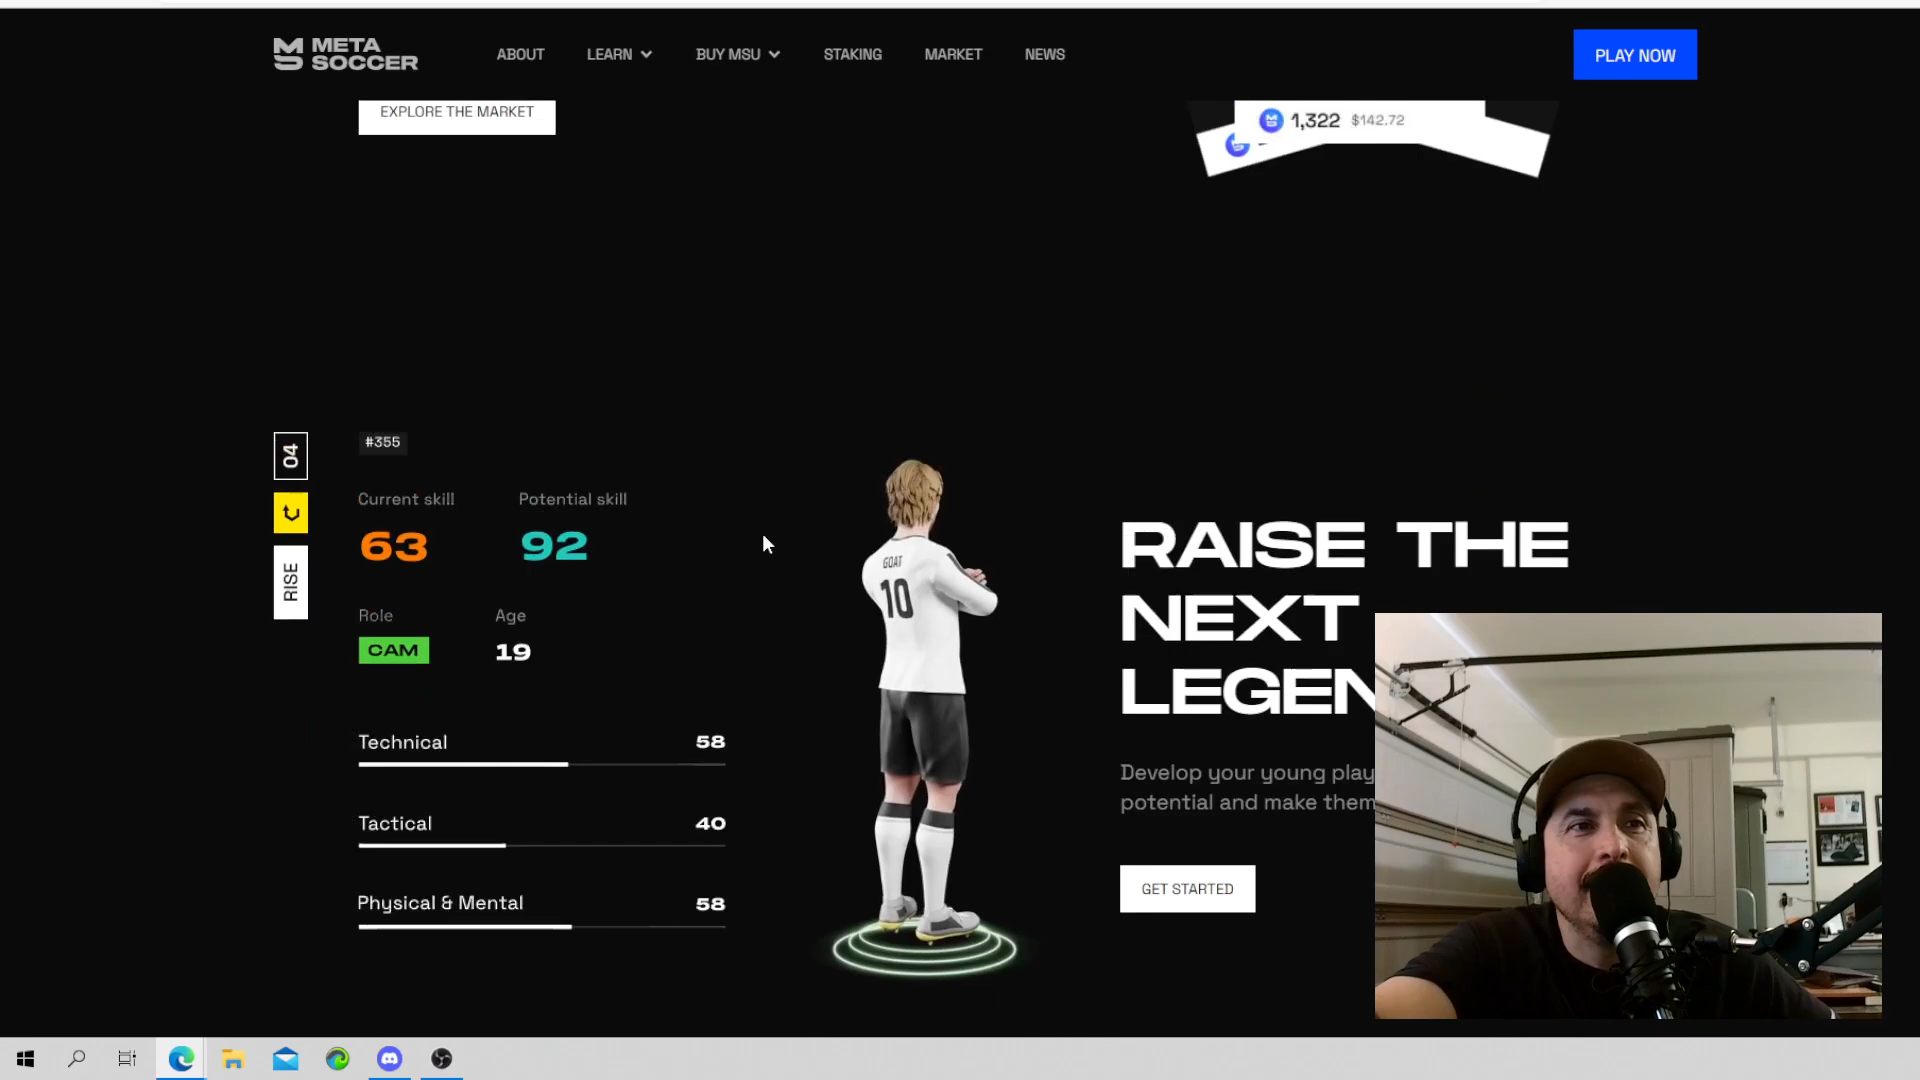 META
SOCCER
ABOUT
LEARN
BUY MSU
STAKING
MARKET
NEWS
PLAY NOW
EXPLORE THE MARKET
1,322 $142.72
04
RISE
#355
Current skill
Potential skill
63
92
Role
Age
CAM
19
Technical 58
Tactical 40
Physical & Mental 58
GOAT
10
RAISE THE
NEXT
LEGEN
Develop your young play
potential and make them
GET STARTED